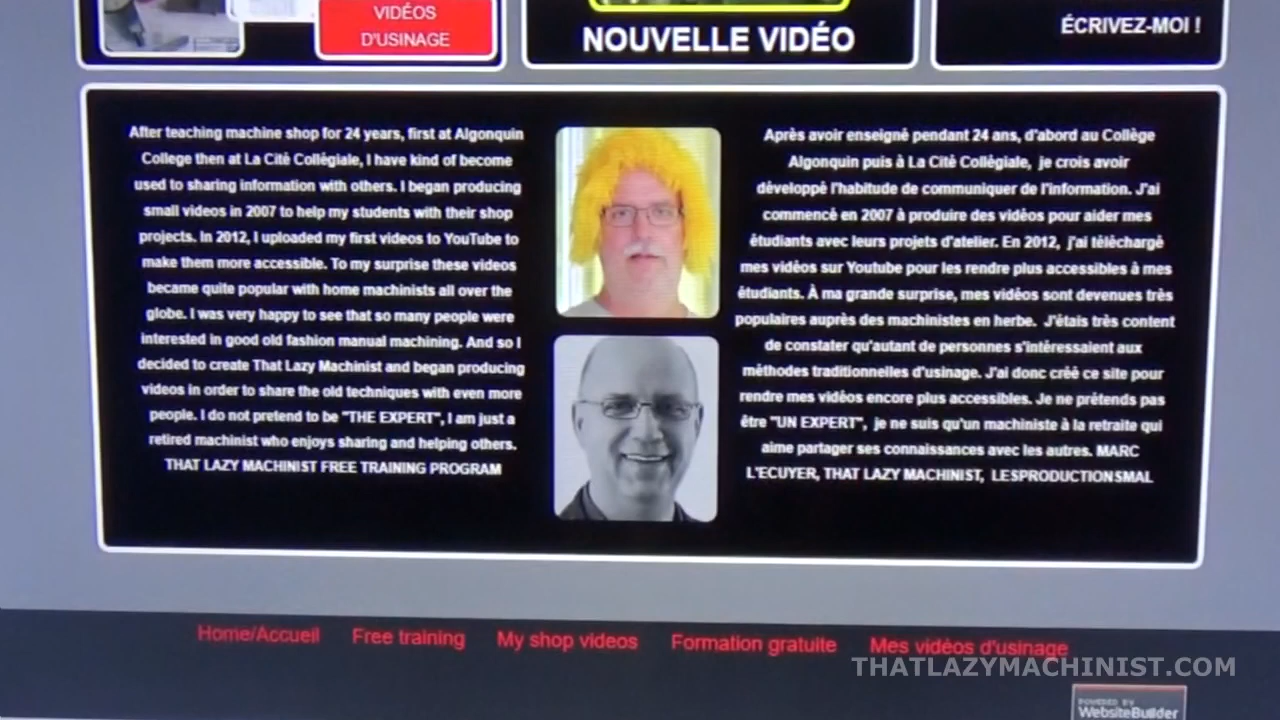 VIDÉOS
D'USINAGE
NOUVELLE VIDÉO
ÉCRIVEZ-MOI !
After teaching machine shop for 24 years, first at Algonquin
College then at La Cité Collégiale, I have kind of become
used to sharing information with others. I began producing
small videos in 2007 to help my students with their shop
projects. In 2012, I uploaded my first videos to YouTube to
make them more accessible. To my surprise these videos
became quite popular with home machinists all over the
globe. I was very happy to see that so many people were
interested in good old fashion manual machining. And so I
decided to create That Lazy Machinist and began producing
videos in order to share the old techniques with even more
people. I do not pretend to be "THE EXPERT", I am just a
retired machinist who enjoys sharing and helping others.
THAT LAZY MACHINIST FREE TRAINING PROGRAM
Après avoir enseigné pendant 24 ans, d'abord au Collège
Algonquin puis à La Cité Collégiale, je crois avoir
développé l'habitude de communiquer de l'information. J'ai
commencé en 2007 à produire des vidéos pour aider mes
étudiants avec leurs projets d'atelier. En 2012, j'ai téléchargé
mes vidéos sur Youtube pour les rendre plus accessibles à mes
étudiants. À ma grande surprise, mes vidéos sont devenues très
populaires auprès des machinistes en herbe. J'étais très content
de constater qu'autant de personnes s'intéressaient aux
méthodes traditionnelles d'usinage. J'ai donc créé ce site pour
rendre mes vidéos encore plus accessibles. Je ne prétends pas
être "UN EXPERT", je ne suis qu'un machiniste à la retraite qui
aime partager ses connaissances avec les autres. MARC
L'ECUYER, THAT LAZY MACHINIST, LESPRODUCTIONSMAL
Home/Accueil Free training My shop videos Formation gratuite Mes vidéos d'usinage
THATLAZYMACHINIST.COM
POWERED BY
WebsiteBuilder